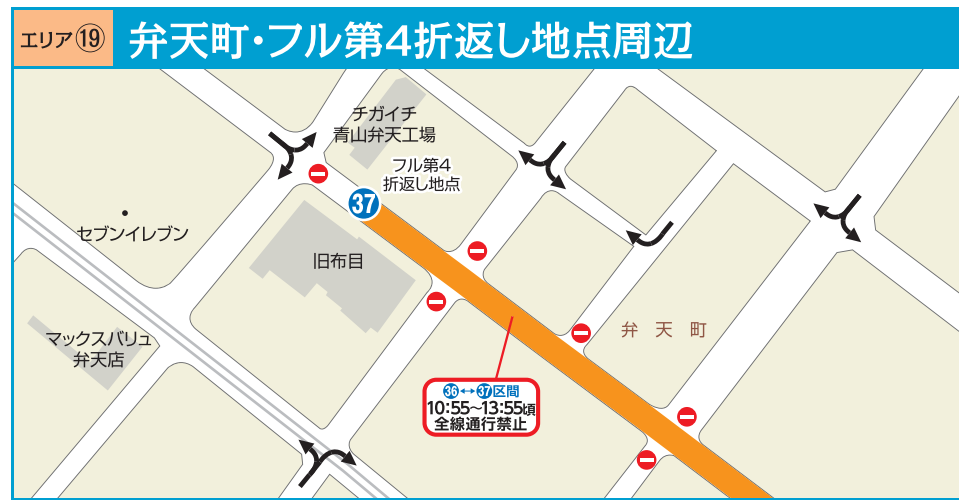 エリア⑲
弁天町・フル第4折返し地点周辺
チガイチ
青山弁天工場
フル第4
折返し地点
37
セブンイレブン
旧布目
マックスバリュ
弁天店
弁天町
㊱↔㊲区間
10:55~13:55頃
全線通行禁止